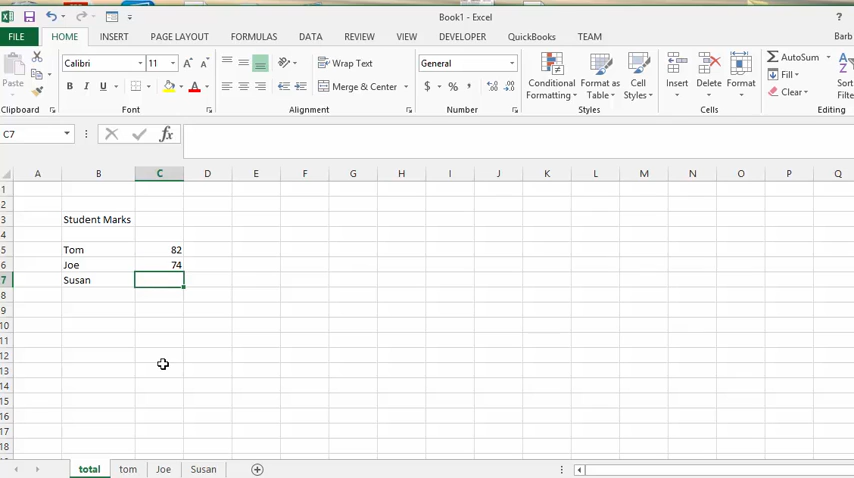 Book1 - Excel
?
FILE HOME INSERT PAGE LAYOUT FORMULAS DATA REVIEW VIEW DEVELOPER QuickBooks TEAM Barb
Calibri 11 A A Wrap Text General Conditional Format as Cell Insert Delete Format AutoSum Sort
Paste B I U A Merge & Center $ % , Formatting Table Styles Fill Filter
Clear
Clipboard Font Alignment Number Styles Cells Editing
C7 fx
A B C D E F G H I J K L M N O P Q
1
2
3 Student Marks
4
5 Tom 82
6 Joe 74
7 Susan
8
9
10
11
12
13
14
15
16
17
18
total tom Joe Susan